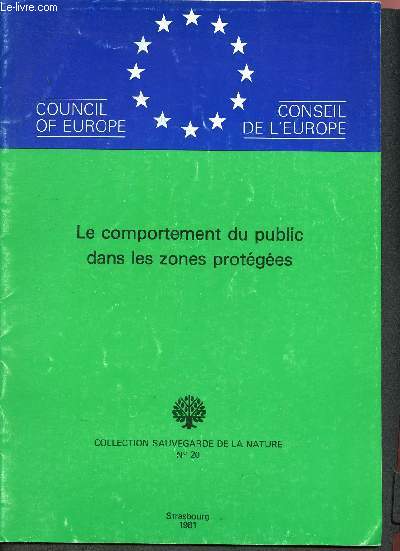 Le-livre.com
COUNCIL
OF EUROPE
CONSEIL
DE L'EUROPE
Le comportement du public
dans les zones protégées
COLLECTION SAUVEGARDE DE LA NATURE
N° 20
Strasbourg
1981